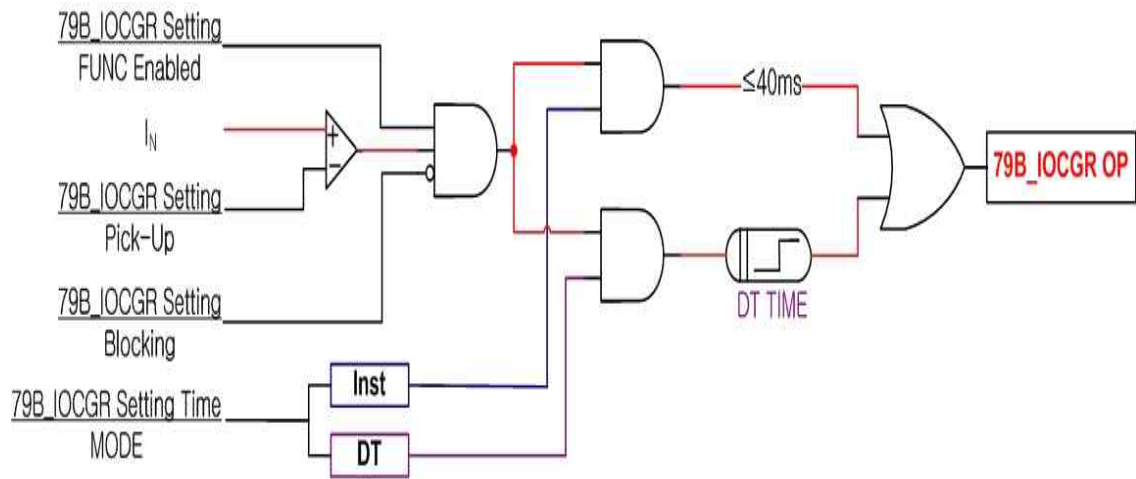 79B_IOCGR Setting
FUNC Enabled
I_N
+
−
79B_IOCGR Setting
Pick-Up
79B_IOCGR Setting
Blocking
79B_IOCGR Setting Time
MODE
Inst
DT
≤40ms
DT TIME
79B_IOCGR OP